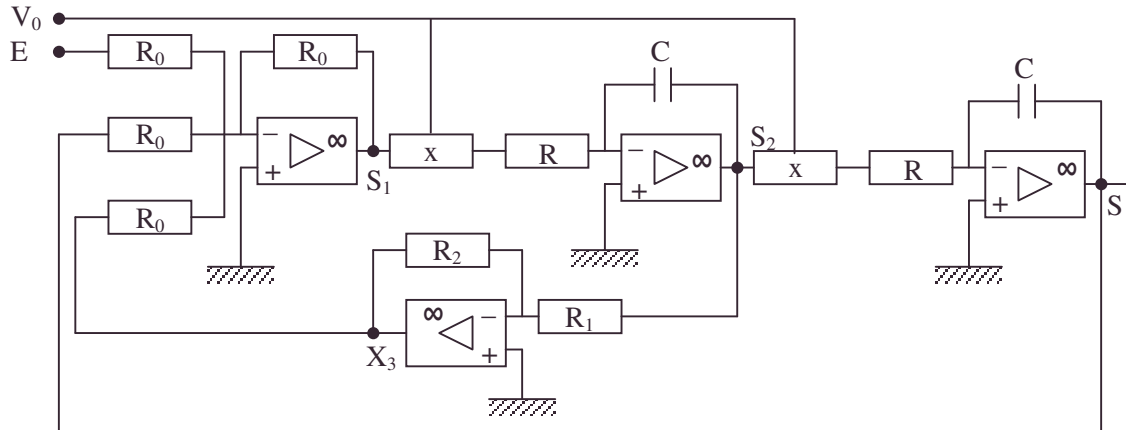 V₀
E
R₀ R₀ C C
R₀ − ∞ S₂
x R − ∞ x R − ∞
+ S₁ + + S
R₀
R₂
∞ − R₁
X₃ +